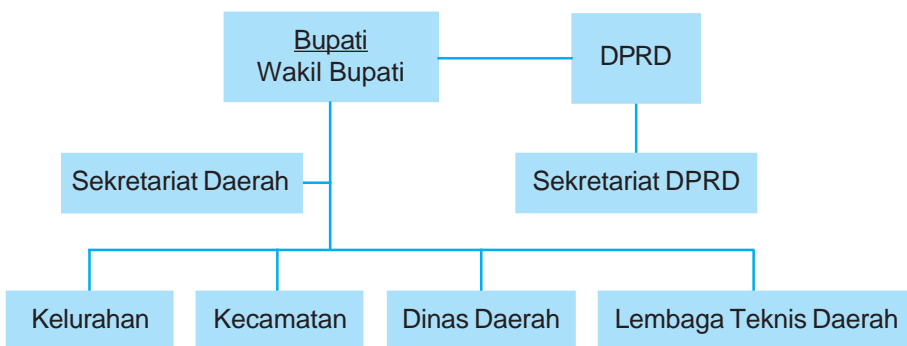 Bupati
Wakil Bupati
DPRD
Sekretariat Daerah
Sekretariat DPRD
Kelurahan
Kecamatan
Dinas Daerah
Lembaga Teknis Daerah